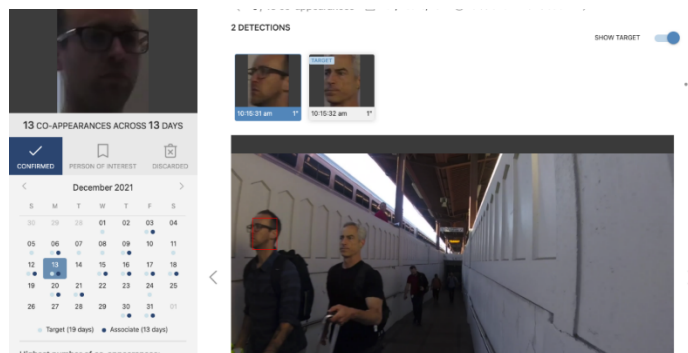 2 DETECTIONS
SHOW TARGET
TARGET
10:15:31 am 1"
10:15:32 am 1"
13 CO-APPEARANCES ACROSS 13 DAYS
CONFIRMED
PERSON OF INTEREST
DISCARDED
December 2021
S M T W T F S
30 29 28 01 02 03 04
05 06 07 08 09 10 11
12 13 14 15 16 17 18
19 20 21 22 23 24 25
26 27 28 29 30 31 01
Target (19 days) Associate (13 days)